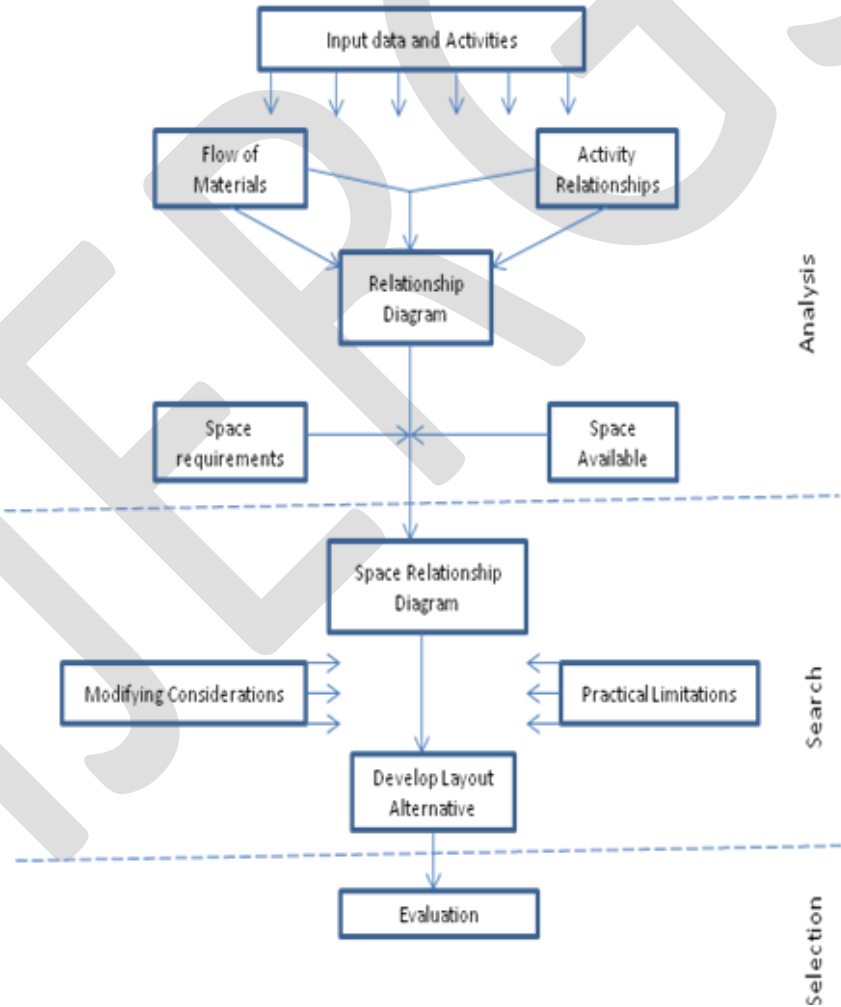 Input data and Activities
Flow of
Materials
Activity
Relationships
Relationship
Diagram
Analysis
Space
requirements
Space
Available
Space Relationship
Diagram
Modifying Considerations
Practical Limitations
Search
Develop Layout
Alternative
Evaluation
Selection